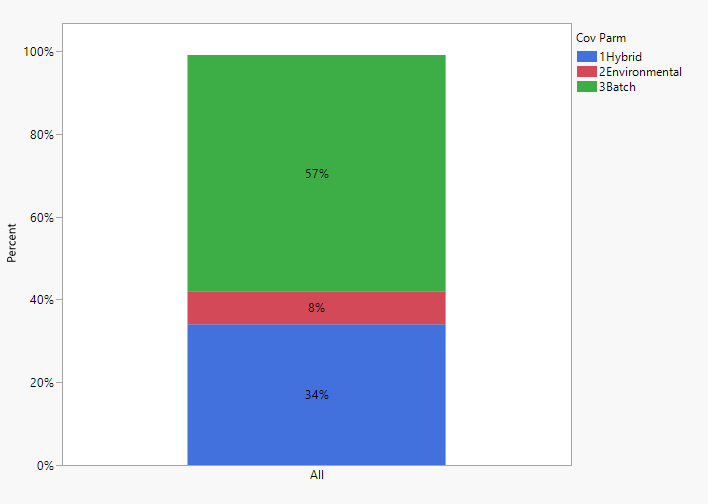 100%
80%
60%
40%
20%
0%
Percent
57%
8%
34%
All
Cov Parm
1Hybrid
2Environmental
3Batch